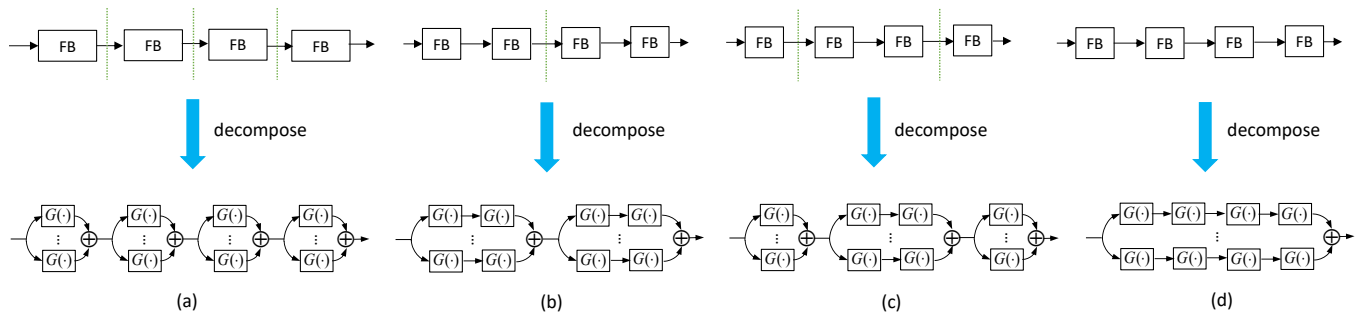 FB FB FB FB FB FB FB FB FB FB FB FB FB FB FB FB
decompose decompose decompose decompose
G(·) G(·) G(·) G(·) G(·) G(·) G(·) G(·) G(·) G(·) G(·) G(·) G(·) G(·) G(·) G(·)
⋮ ⋮ ⋮ ⋮ ⋮ ⋮ ⋮ ⋮ ⋮ ⋮
G(·) G(·) G(·) G(·) G(·) G(·) G(·) G(·) G(·) G(·) G(·) G(·) G(·) G(·) G(·) G(·)
(a) (b) (c) (d)